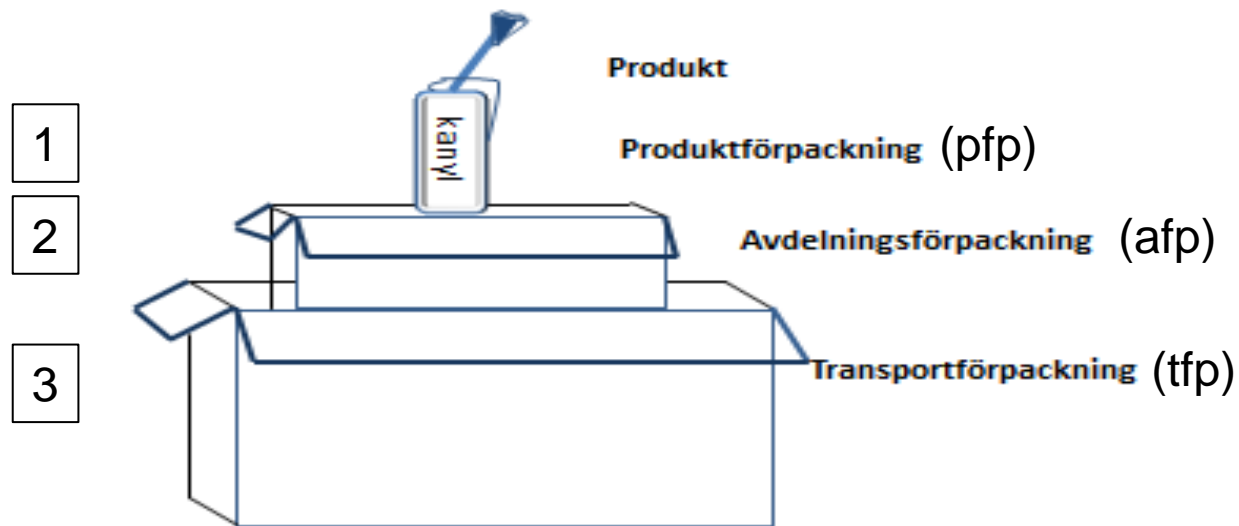 Produkt
1 Produktförpackning (pfp)
kanyl
2 Avdelningsförpackning (afp)
3 Transportförpackning (tfp)